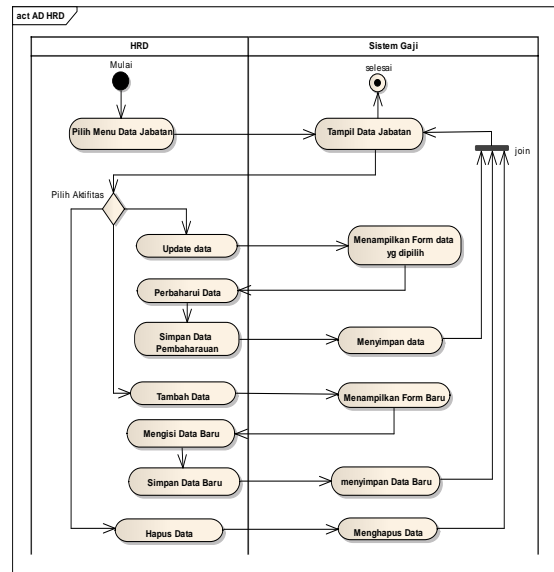 act AD HRD
HRD
Sistem Gaji
Mulai
selesai
Pilih Menu Data Jabatan
Tampil Data Jabatan
join
Pilih Aktifitas
Update data
Menampilkan Form data
yg dipilih
Perbaharui Data
Simpan Data
Pembaharauan
Menyimpan data
Tambah Data
Menampilkan Form Baru
Mengisi Data Baru
Simpan Data Baru
menyimpan Data Baru
Hapus Data
Menghapus Data